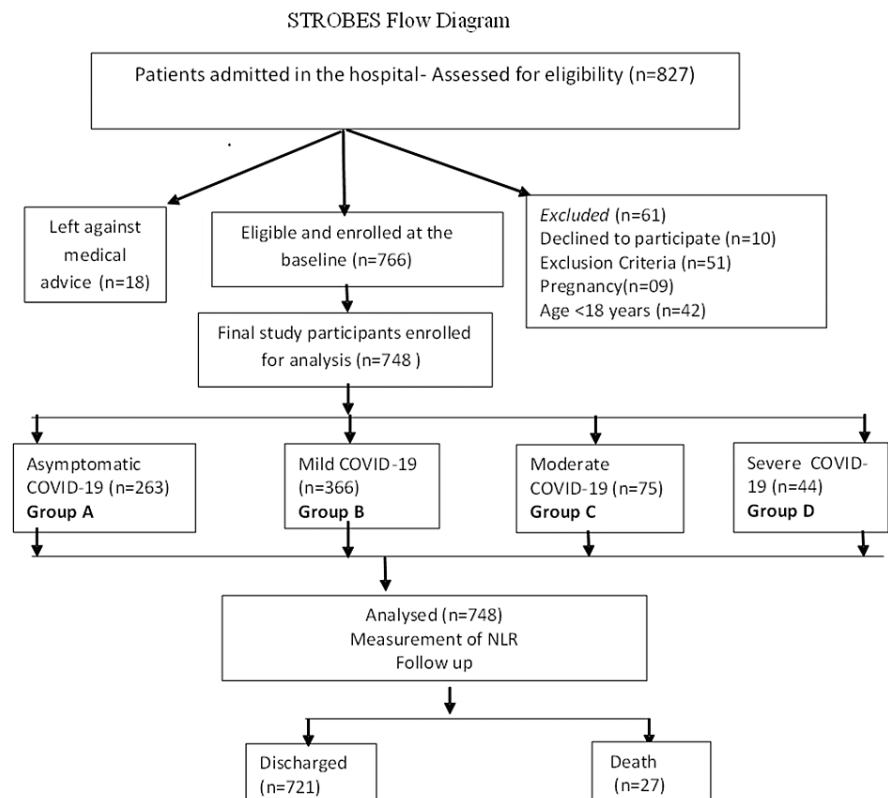 STROBES Flow Diagram
Patients admitted in the hospital- Assessed for eligibility (n=827)
Left against
medical
advice (n=18)
Eligible and enrolled at the
baseline (n=766)
Excluded (n=61)
Declined to participate (n=10)
Exclusion Criteria (n=51)
Pregnancy(n=09)
Age <18 years (n=42)
Final study participants enrolled
for analysis (n=748 )
Asymptomatic
COVID-19 (n=263)
Group A
Mild COVID-19
(n=366)
Group B
Moderate
COVID-19 (n=75)
Group C
Severe COVID-
19 (n=44)
Group D
Analysed (n=748)
Measurement of NLR
Follow up
Discharged
(n=721)
Death
(n=27)